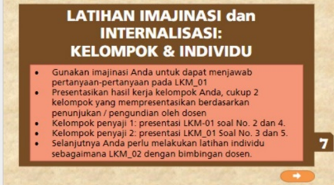 LATIHAN IMAJINASI dan
INTERNALISASI:
KELOMPOK & INDIVIDU
• Gunakan imajinasi Anda untuk dapat menjawab
pertanyaan-pertanyaan pada LKM_01
• Presentasikan hasil kerja kelompok Anda, cukup 2
kelompok yang mempresentasikan berdasarkan
penunjukan / pengundian oleh dosen
• Kelompok penyaji 1: presentasi LKM-01 soal No. 2 dan 4.
• Kelompok penyaji 2: presentasi LKM_01 Soal No. 3 dan 5.
• Selanjutnya Anda perlu melakukan latihan individu
sebagaimana LKM_02 dengan bimbingan dosen.
7